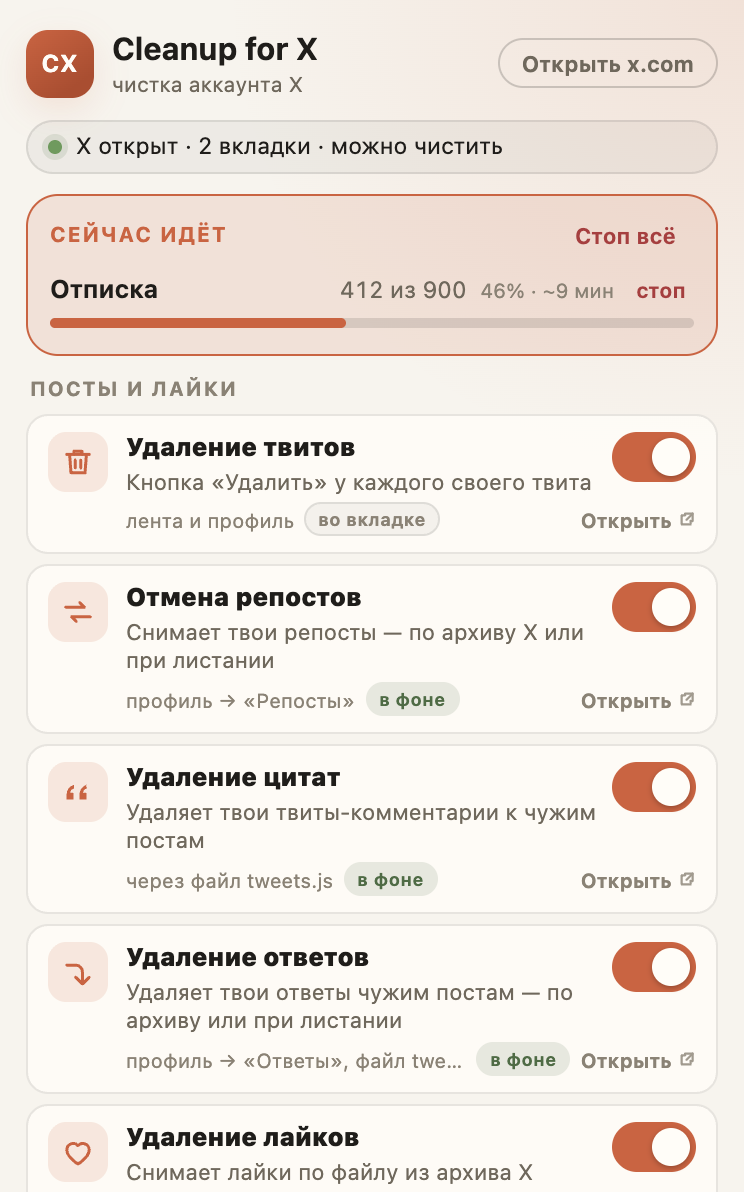 CX
Cleanup for X
чистка аккаунта X
Открыть x.com
X открыт · 2 вкладки · можно чистить
СЕЙЧАС ИДЁТ
Стоп всё
Отписка
412 из 900 46% · ~9 мин стоп
ПОСТЫ И ЛАЙКИ
Удаление твитов
Кнопка «Удалить» у каждого своего твита
лента и профиль во вкладке Открыть
Отмена репостов
Снимает твои репосты — по архиву X или
при листании
профиль → «Репосты» в фоне Открыть
Удаление цитат
Удаляет твои твиты-комментарии к чужим
постам
через файл tweets.js в фоне Открыть
Удаление ответов
Удаляет твои ответы чужим постам — по
архиву или при листании
профиль → «Ответы», файл twe... в фоне Открыть
Удаление лайков
Снимает лайки по файлу из архива X